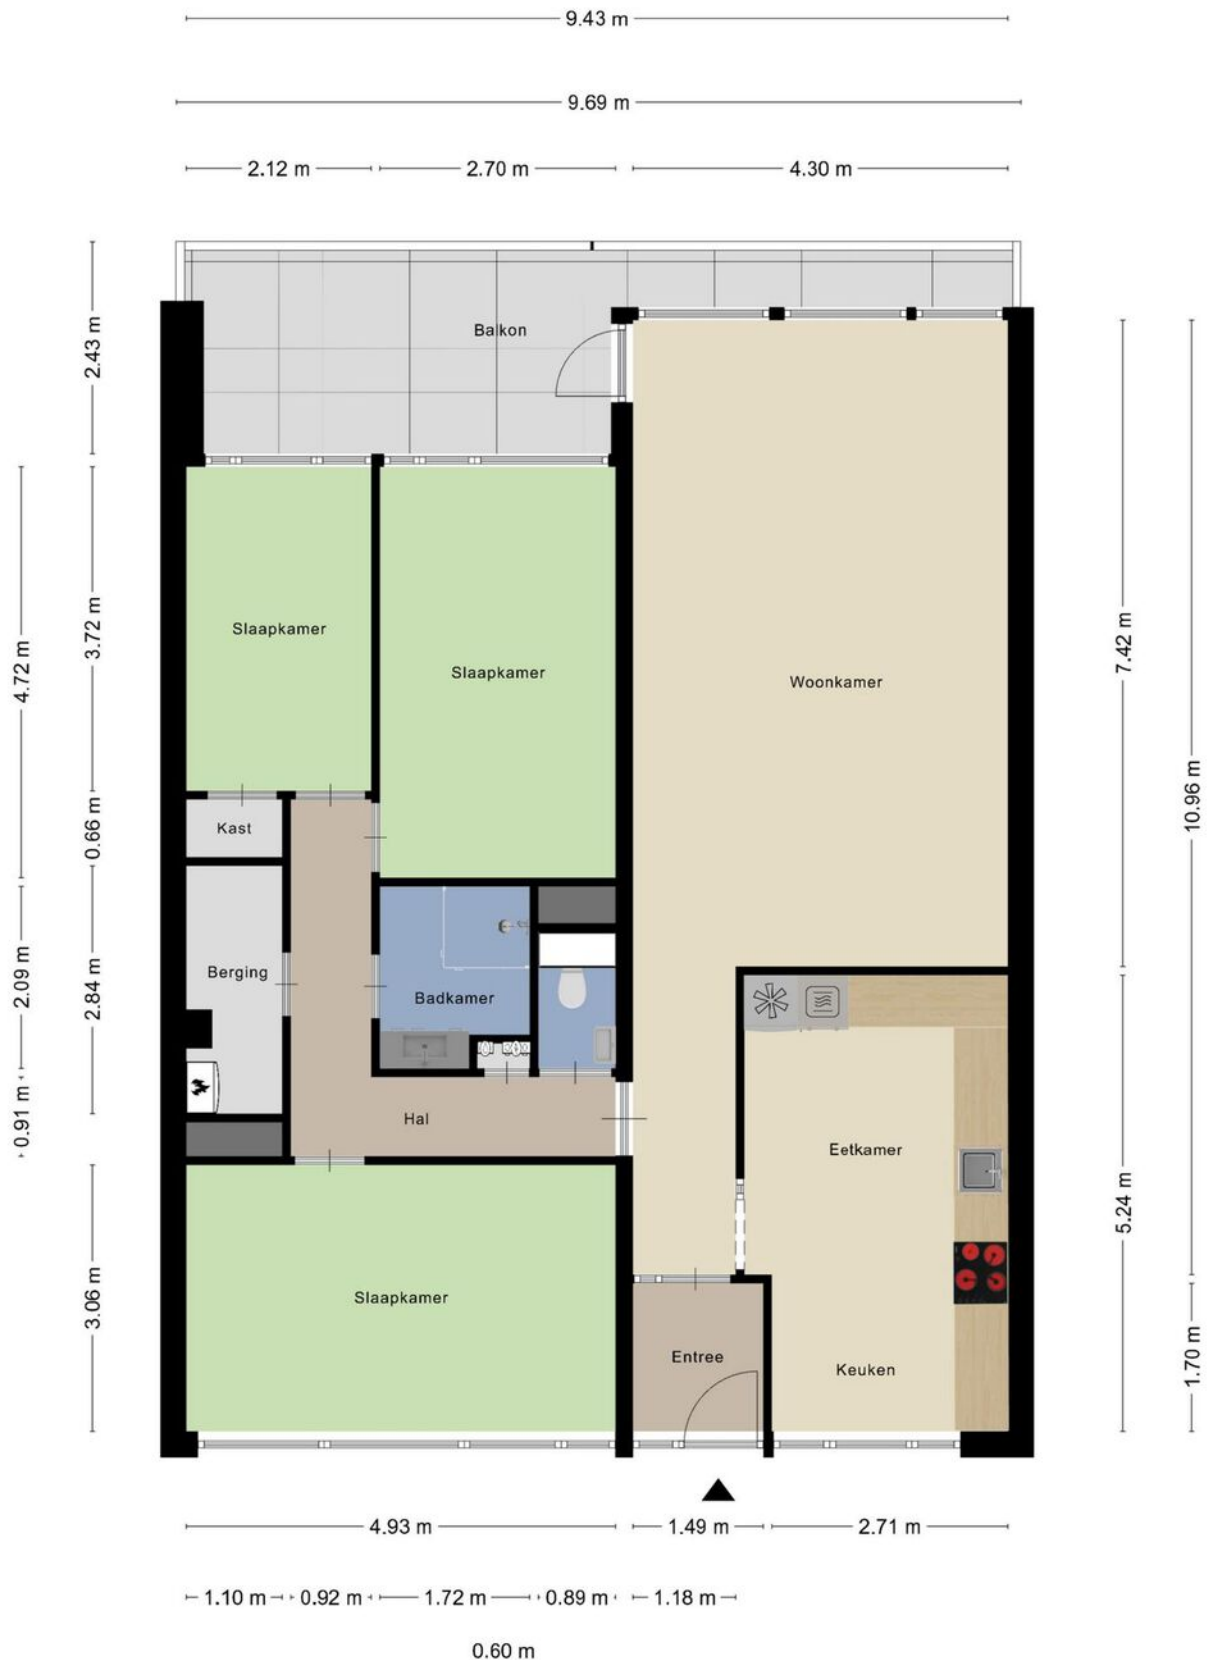 9.43 m
9.69 m
2.12 m
2.70 m
4.30 m
2.43 m
Balkon
4.72 m
3.72 m
7.42 m
10.96 m
Slaapkamer
Slaapkamer
Woonkamer
0.66 m
Kast
2.09 m
2.84 m
Berging
Badkamer
0.91 m
Hal
Eetkamer
5.24 m
3.06 m
Slaapkamer
Entree
Keuken
1.70 m
4.93 m
1.49 m
2.71 m
1.10 m
0.92 m
1.72 m
0.89 m
1.18 m
0.60 m